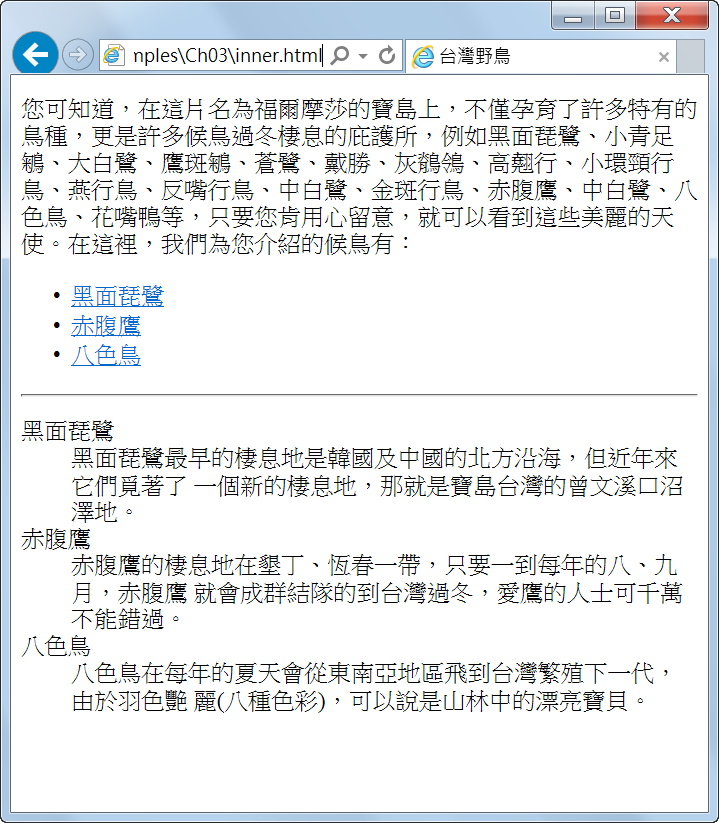 nples\Ch03\inner.html
台灣野鳥
您可知道，在這片名為福爾摩莎的寶島上，不僅孕育了許多特有的
鳥種，更是許多候鳥過冬棲息的庇護所，例如黑面琵鷺、小青足
鷸、大白鷺、鷹斑鷸、蒼鷺、戴勝、灰鶺鴒、高翹行、小環頸行
鳥、燕行鳥、反嘴行鳥、中白鷺、金斑行鳥、赤腹鷹、中白鷺、八
色鳥、花嘴鴨等，只要您肯用心留意，就可以看到這些美麗的天
使。在這裡，我們為您介紹的候鳥有：
• 黑面琵鷺
• 赤腹鷹
• 八色鳥
黑面琵鷺
黑面琵鷺最早的棲息地是韓國及中國的北方沿海，但近年來
它們覓著了 一個新的棲息地，那就是寶島台灣的曾文溪口沼
澤地。
赤腹鷹
赤腹鷹的棲息地在墾丁、恆春一帶，只要一到每年的八、九
月，赤腹鷹 就會成群結隊的到台灣過冬，愛鷹的人士可千萬
不能錯過。
八色鳥
八色鳥在每年的夏天會從東南亞地區飛到台灣繁殖下一代，
由於羽色艷 麗(八種色彩)，可以說是山林中的漂亮寶貝。